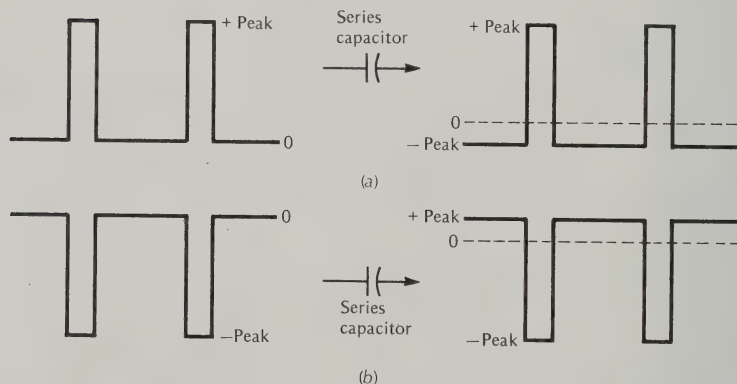 + Peak
0
Series
capacitor
+ Peak
0
− Peak
(a)
0
−Peak
Series
capacitor
+ Peak
0
−Peak
(b)